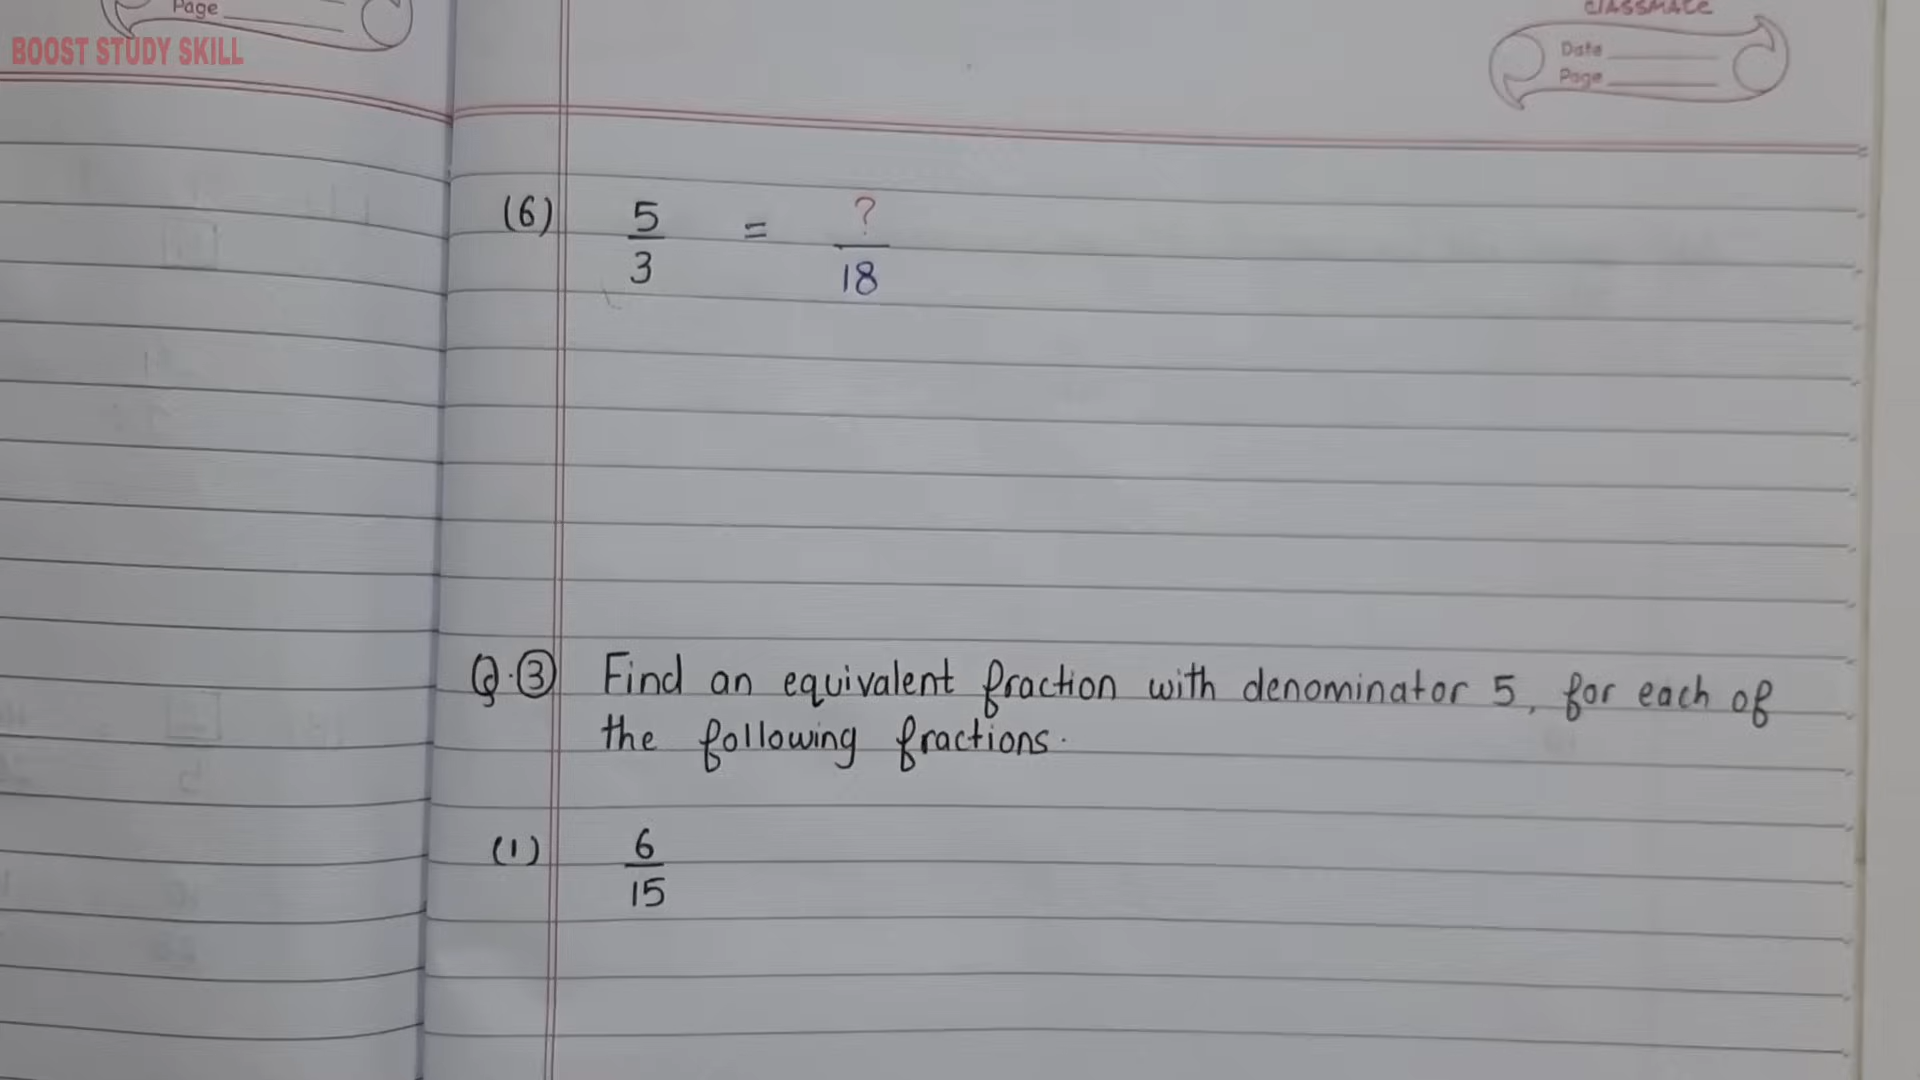 Page
BOOST STUDY SKILL
classmate
Date
Page
(6) 5/3 = ?/18
Q.③ Find an equivalent fraction with denominator 5, for each of
the following fractions.
(1) 6/15